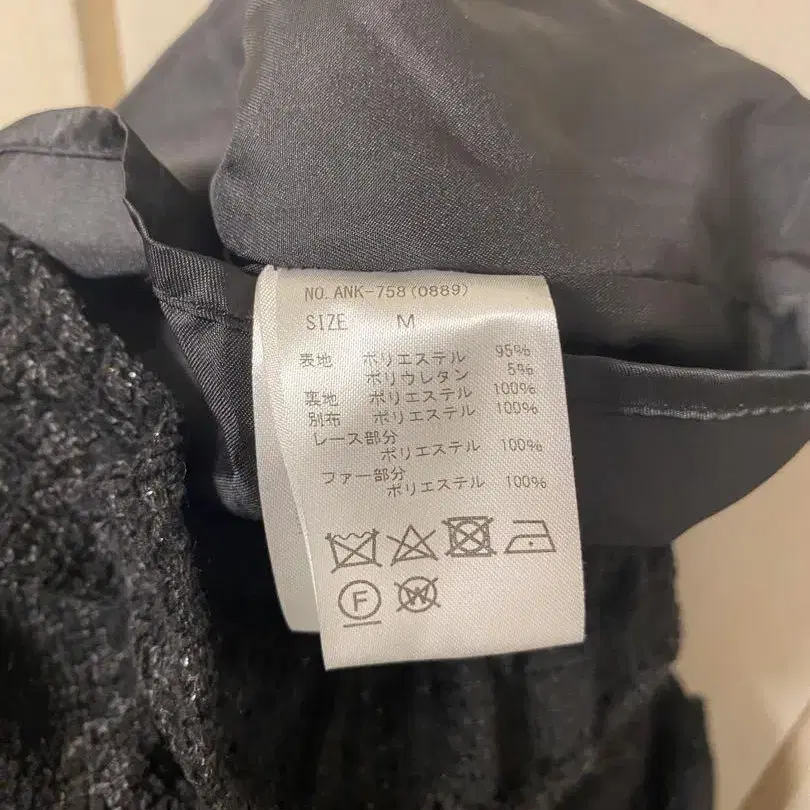 NO. ANK-758(0889)
SIZE M
表地 ポリエステル 95%
ポリウレタン 5%
裏地 ポリエステル 100%
別布 ポリエステル 100%
レース部分
ポリエステル 100%
ファー部分
ポリエステル 100%
F W